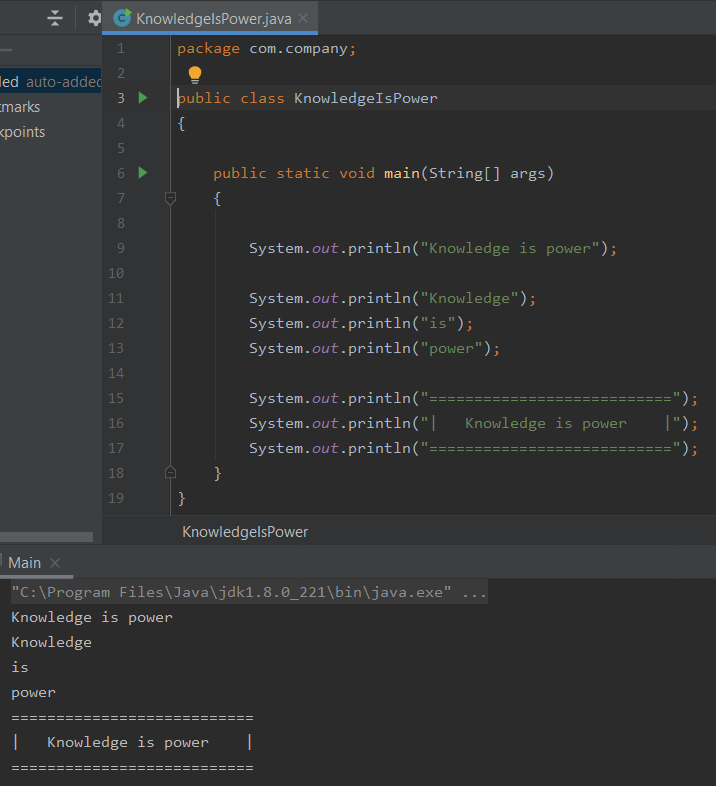 KnowledgeIsPower.java
led auto-added
tmarks
kpoints
1 package com.company;
2
3 public class KnowledgeIsPower
4 {
5
6     public static void main(String[] args)
7     {
8
9         System.out.println("Knowledge is power");
10
11         System.out.println("Knowledge");
12         System.out.println("is");
13         System.out.println("power");
14
15         System.out.println("===========================");
16         System.out.println("|   Knowledge is power    |");
17         System.out.println("===========================");
18     }
19 }
KnowledgeIsPower
Main
"C:\Program Files\Java\jdk1.8.0_221\bin\java.exe" ...
Knowledge is power
Knowledge
is
power
===========================
|   Knowledge is power    |
===========================